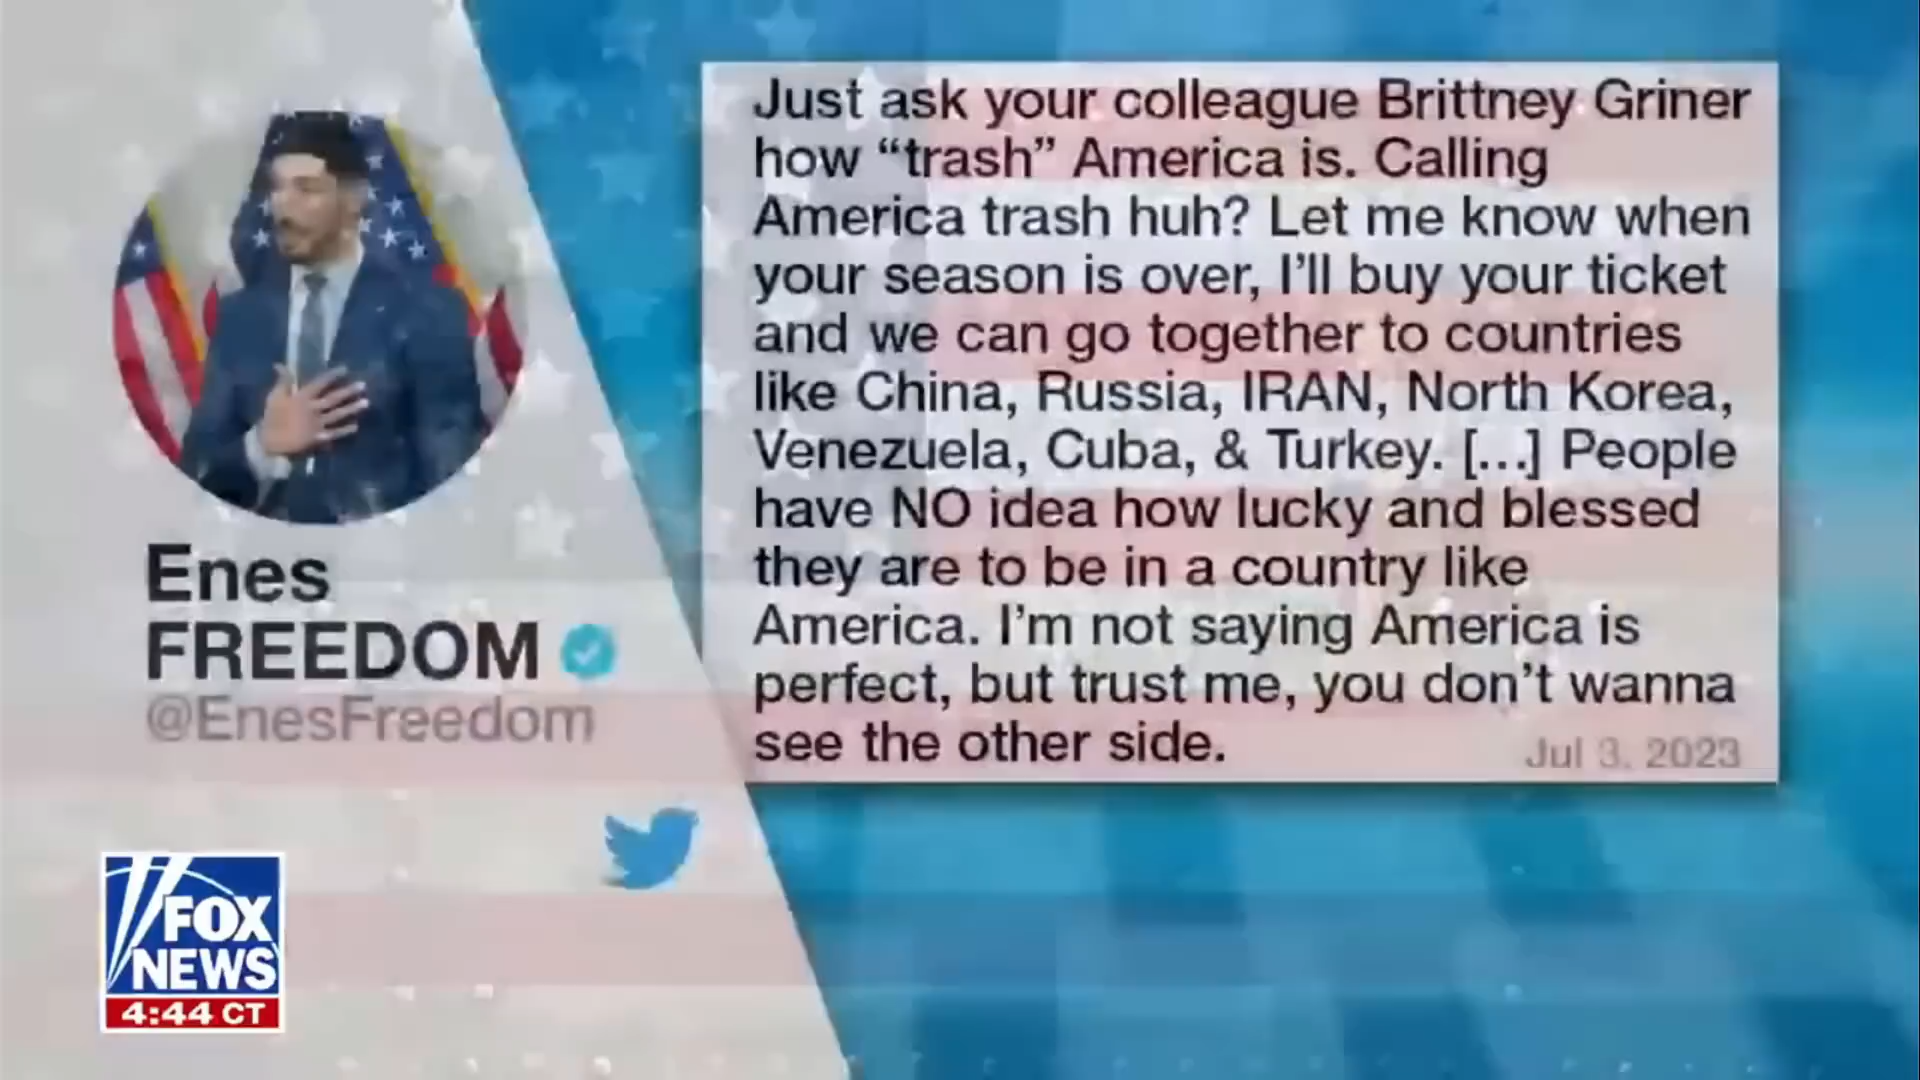 Just ask your colleague Brittney Griner
how “trash” America is. Calling
America trash huh? Let me know when
your season is over, I’ll buy your ticket
and we can go together to countries
like China, Russia, IRAN, North Korea,
Venezuela, Cuba, & Turkey. [...] People
have NO idea how lucky and blessed
they are to be in a country like
America. I’m not saying America is
perfect, but trust me, you don’t wanna
see the other side.
Jul 3, 2023
Enes
FREEDOM
@EnesFreedom
FOX
NEWS
4:44 CT